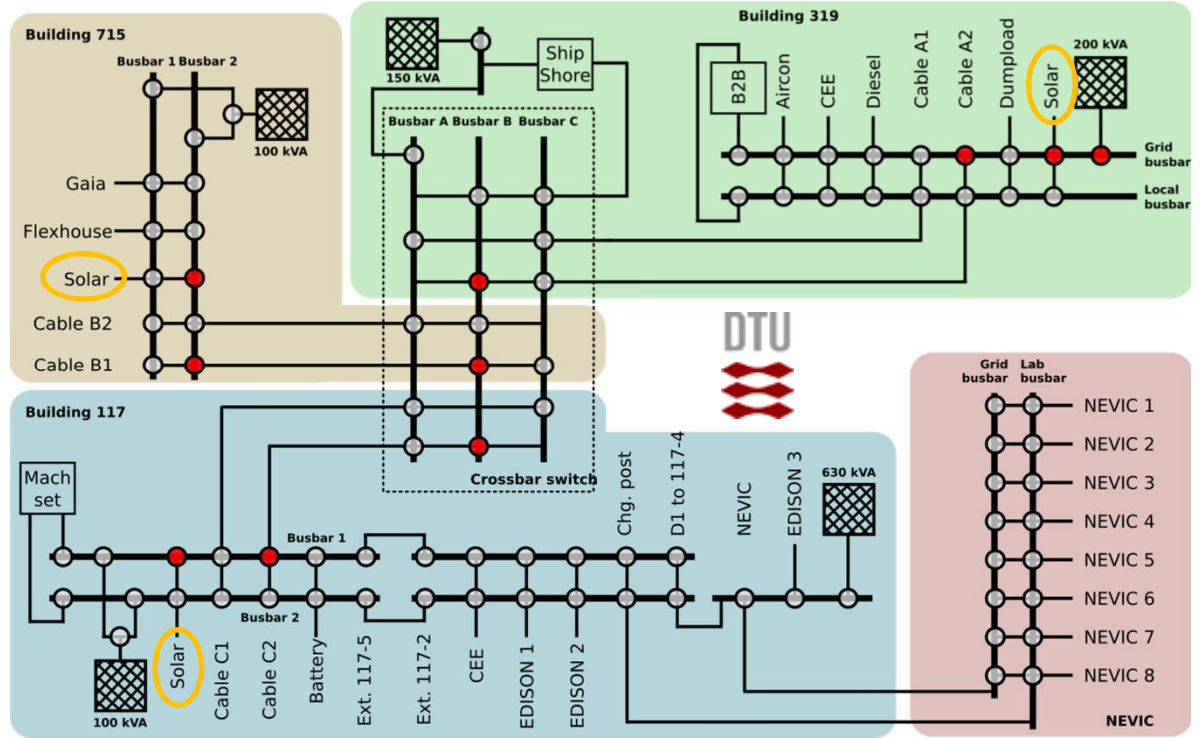 Building 715
Busbar 1 Busbar 2
100 kVA
Gaia
Flexhouse
Solar
Cable B2
Cable B1
150 kVA
Ship
Shore
Busbar A Busbar B Busbar C
Crossbar switch
Building 319
B2B
Aircon
CEE
Diesel
Cable A1
Cable A2
Dumpload
Solar
200 kVA
Grid
busbar
Local
busbar
DTU
Building 117
Mach
set
Busbar 1
Busbar 2
100 kVA
Solar
Cable C1
Cable C2
Battery
Ext. 117-5
Ext. 117-2
CEE
EDISON 1
EDISON 2
Chg. post
D1 to 117-4
NEVIC
EDISON 3
630 kVA
Grid
busbar
Lab
busbar
NEVIC 1
NEVIC 2
NEVIC 3
NEVIC 4
NEVIC 5
NEVIC 6
NEVIC 7
NEVIC 8
NEVIC